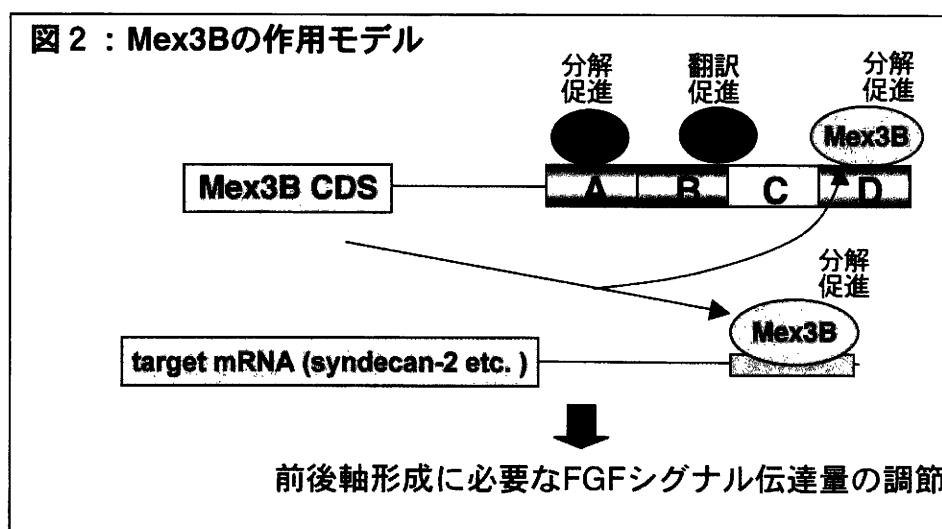 図2：Mex3Bの作用モデル
分解
促進
翻訳
促進
分解
促進
Mex3B
Mex3B CDS
A
B
C
D
分解
促進
Mex3B
target mRNA (syndecan-2 etc. )
前後軸形成に必要なFGFシグナル伝達量の調節